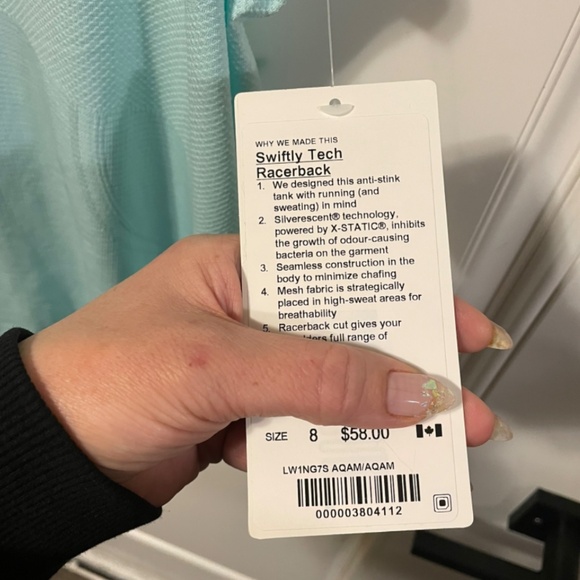 WHY WE MADE THIS
Swiftly Tech
Racerback
1. We designed this anti-stink
tank with running (and
sweating) in mind
2. Silverescent® technology,
powered by X-STATIC®, inhibits
the growth of odour-causing
bacteria on the garment
3. Seamless construction in the
body to minimize chafing
4. Mesh fabric is strategically
placed in high-sweat areas for
breathability
5. Racerback cut gives your
full range of
SIZE 8 $58.00
LW1NG7S AQAM/AQAM
000003804112